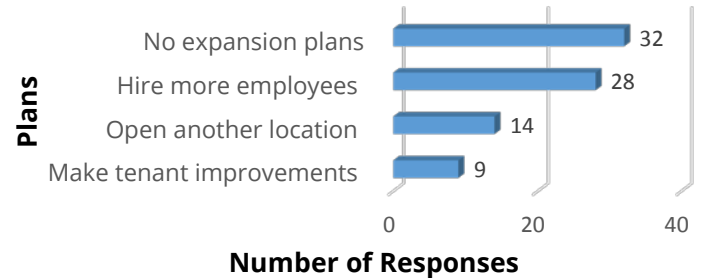 Plans
No expansion plans 32
Hire more employees 28
Open another location 14
Make tenant improvements 9
0 20 40
Number of Responses